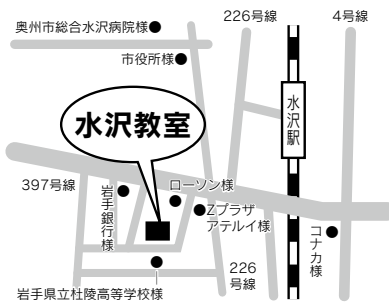 226号線
4号線
奥州市総合水沢病院様
市役所様
水沢駅
水沢教室
397号線
岩手銀行様
ローソン様
Zプラザ
アテルイ様
コナカ様
226
号線
岩手県立杜陵高等学校様